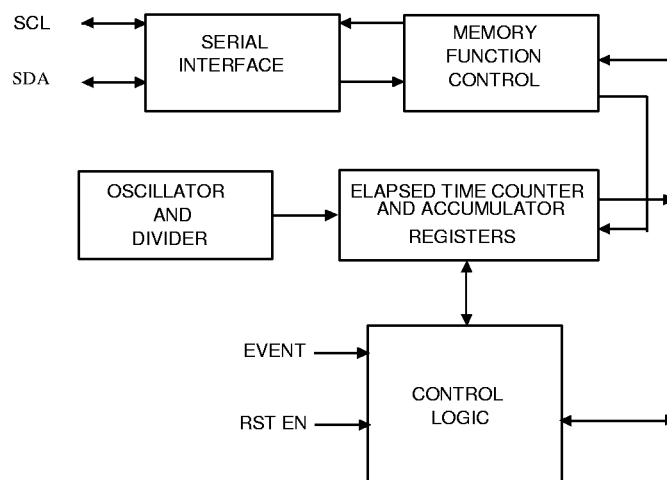 SCL
SDA
SERIAL
INTERFACE
MEMORY
FUNCTION
CONTROL
OSCILLATOR
AND
DIVIDER
ELAPSED TIME COUNTER
AND ACCUMULATOR
REGISTERS
EVENT
RST EN
CONTROL
LOGIC